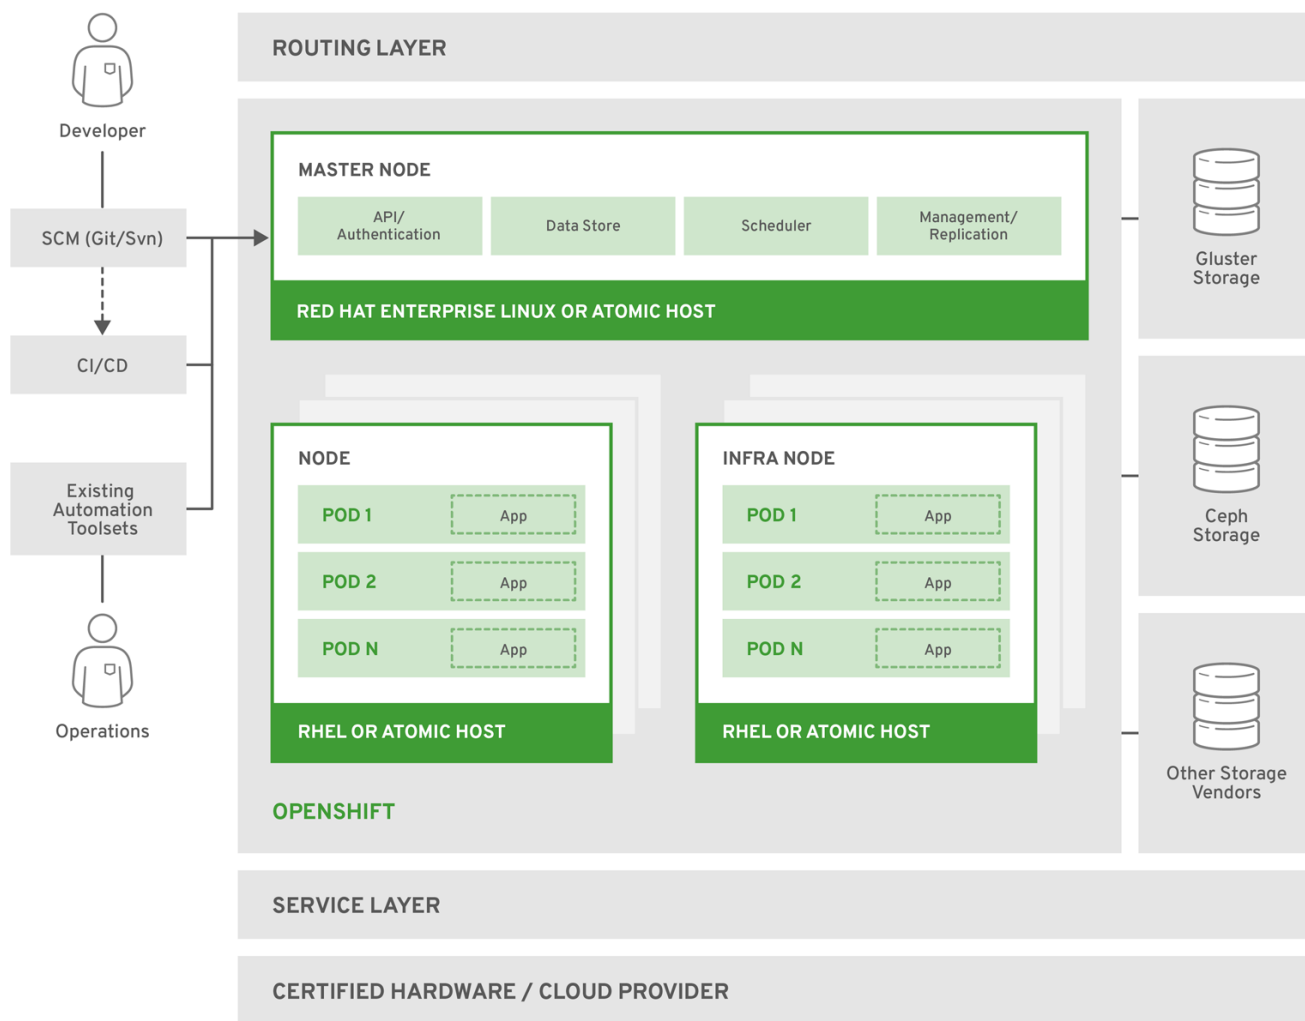 ROUTING LAYER
Developer
SCM (Git/Svn)
CI/CD
Existing
Automation
Toolsets
Operations
MASTER NODE
API/
Authentication
Data Store
Scheduler
Management/
Replication
RED HAT ENTERPRISE LINUX OR ATOMIC HOST
NODE
POD 1
App
POD 2
App
POD N
App
RHEL OR ATOMIC HOST
INFRA NODE
POD 1
App
POD 2
App
POD N
App
RHEL OR ATOMIC HOST
OPENSHIFT
Gluster
Storage
Ceph
Storage
Other Storage
Vendors
SERVICE LAYER
CERTIFIED HARDWARE / CLOUD PROVIDER